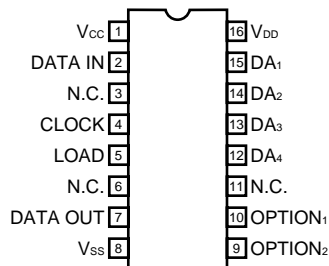 VCC 1 16 VDD
DATA IN 2 15 DA1
N.C. 3 14 DA2
CLOCK 4 13 DA3
LOAD 5 12 DA4
N.C. 6 11 N.C.
DATA OUT 7 10 OPTION1
VSS 8 9 OPTION2